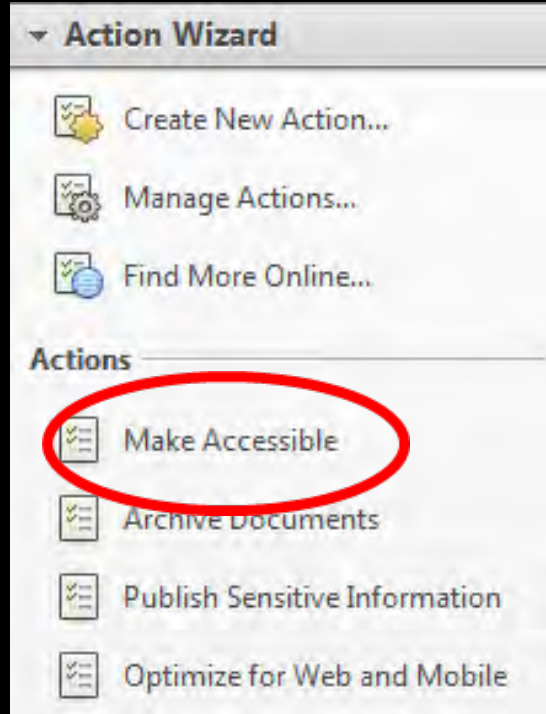 Action Wizard
Create New Action...
Manage Actions...
Find More Online...
Actions
Make Accessible
Archive Documents
Publish Sensitive Information
Optimize for Web and Mobile